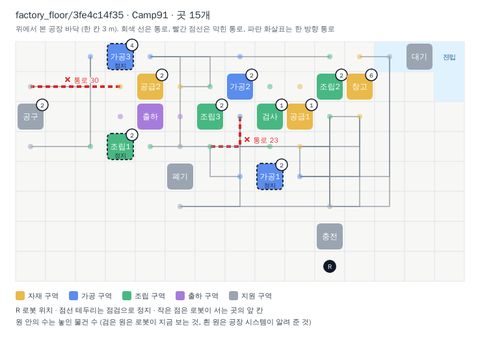 factory_floor/3fe4c14f35 · Camp91 · 곳 15개
위에서 본 공장 바닥 (한 칸 3 m). 회색 선은 통로, 빨간 점선은 막힌 통로, 파란 화살표는 한 방향 통로
가공3 4
정지
대기
진입
✕ 통로 30
공급2 2
가공2 2
조립2 2
창고 6
공구 2
출하
조립3 2
검사 1
공급1 1
조립1 2
정지
✕ 통로 23
폐기
가공1 2
정지
충전
R
자재 구역 가공 구역 조립 구역 출하 구역 지원 구역
R 로봇 위치 · 점선 테두리는 점검으로 정지 · 작은 점은 로봇이 서는 곳의 앞 칸
원 안의 수는 놓인 물건 수 (검은 원은 로봇이 지금 보는 것, 흰 원은 공장 시스템이 알려 준 것)